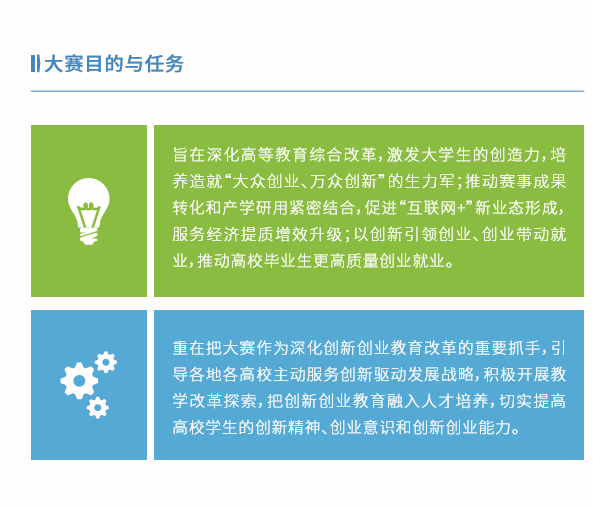 大赛目的与任务
旨在深化高等教育综合改革，激发大学生的创造力，培
养造就“大众创业、万众创新”的生力军；推动赛事成果
转化和产学研用紧密结合，促进“互联网+”新业态形成，
服务经济提质增效升级；以创新引领创业、创业带动就
业，推动高校毕业生更高质量创业就业。
重在把大赛作为深化创新创业教育改革的重要抓手，引
导各地各高校主动服务创新驱动发展战略，积极开展教
学改革探索，把创新创业教育融入人才培养，切实提高
高校学生的创新精神、创业意识和创新创业能力。